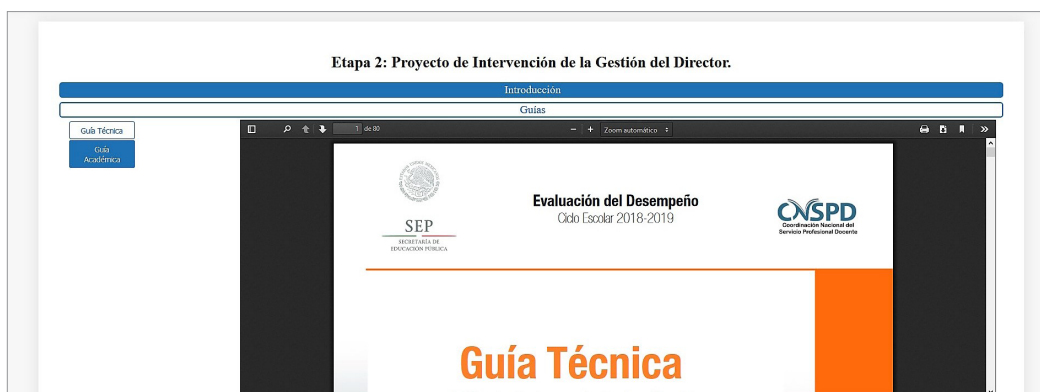 Etapa 2: Proyecto de Intervención de la Gestión del Director.
Introducción
Guías
Guía Técnica
Guía
Académica
1 de 80
Zoom automático
SEP
SECRETARÍA DE
EDUCACIÓN PÚBLICA
Evaluación del Desempeño
Ciclo Escolar 2018-2019
CNSPD
Coordinación Nacional del
Servicio Profesional Docente
Guía Técnica